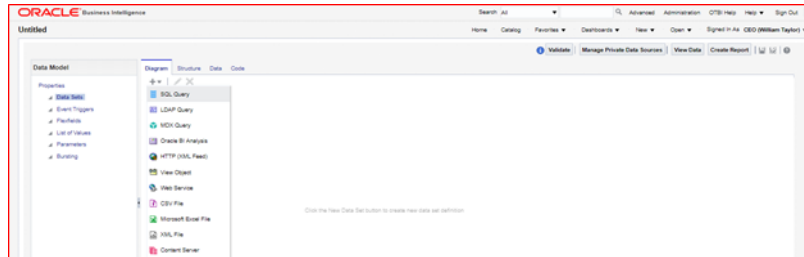 ORACLE Business Intelligence
Search All Advanced Administration OTBI Help Help Sign Out
Untitled
Home Catalog Favorites Dashboards New Open Signed In As CEO (William Taylor)
Validate Manage Private Data Sources View Data Create Report
Data Model
Diagram Structure Data Code
Properties
Data Sets
Event Triggers
Flexfields
List of Values
Parameters
Bursting
SQL Query
LDAP Query
MDX Query
Oracle BI Analysis
HTTP (XML Feed)
View Object
Web Service
CSV File
Microsoft Excel File
XML File
Content Server
Click the New Data Set button to create new data set definition